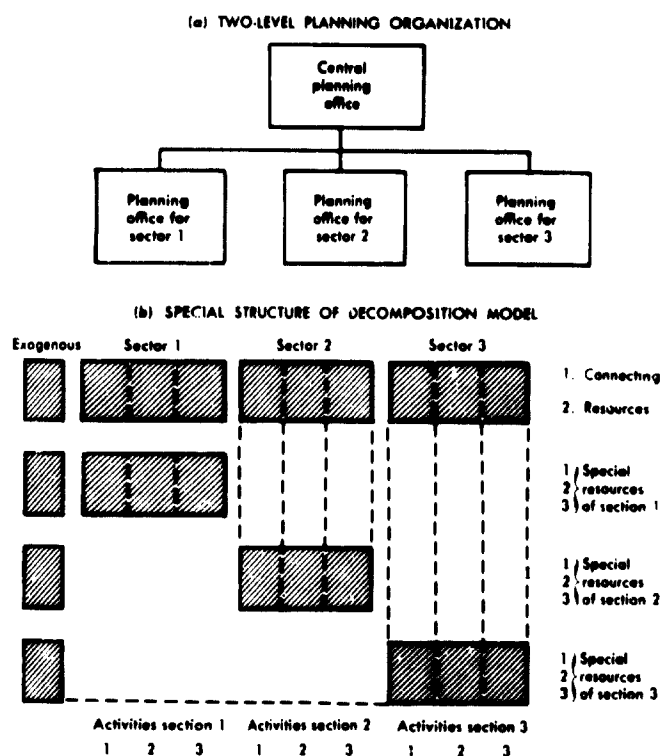 (a) TWO-LEVEL PLANNING ORGANIZATION
Central
planning
office
Planning
office for
sector 1
Planning
office for
sector 2
Planning
office for
sector 3
(b) SPECIAL STRUCTURE OF DECOMPOSITION MODEL
Exogenous Sector 1 Sector 2 Sector 3
1. Connecting
2. Resources
1 Special
2 resources
3 of section 1
1 Special
2 resources
3 of section 2
1 Special
2 resources
3 of section 3
Activities section 1 Activities section 2 Activities section 3
1 2 3 1 2 3 1 2 3